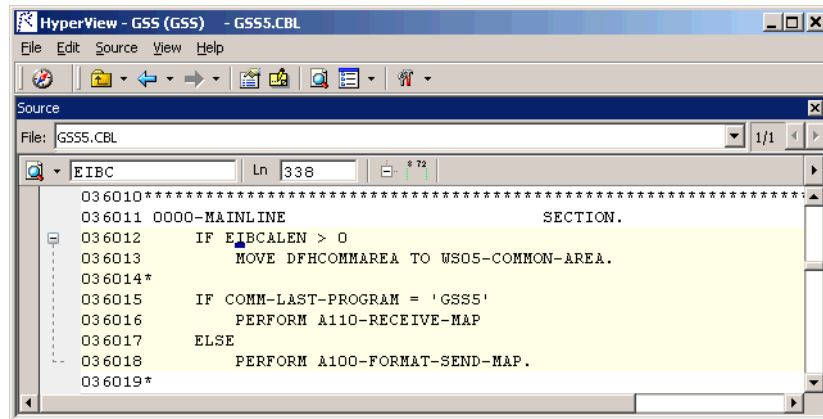 HyperView - GSS (GSS) - GSS5.CBL
File Edit Source View Help
Source
File: GSS5.CBL 1/1
EIBC Ln 338 8 72
036010******************************************************************
036011 0000-MAINLINE SECTION.
036012 IF EIBCALEN > 0
036013 MOVE DFHCOMMAREA TO WS05-COMMON-AREA.
036014*
036015 IF COMM-LAST-PROGRAM = 'GSS5'
036016 PERFORM A110-RECEIVE-MAP
036017 ELSE
036018 PERFORM A100-FORMAT-SEND-MAP.
036019*